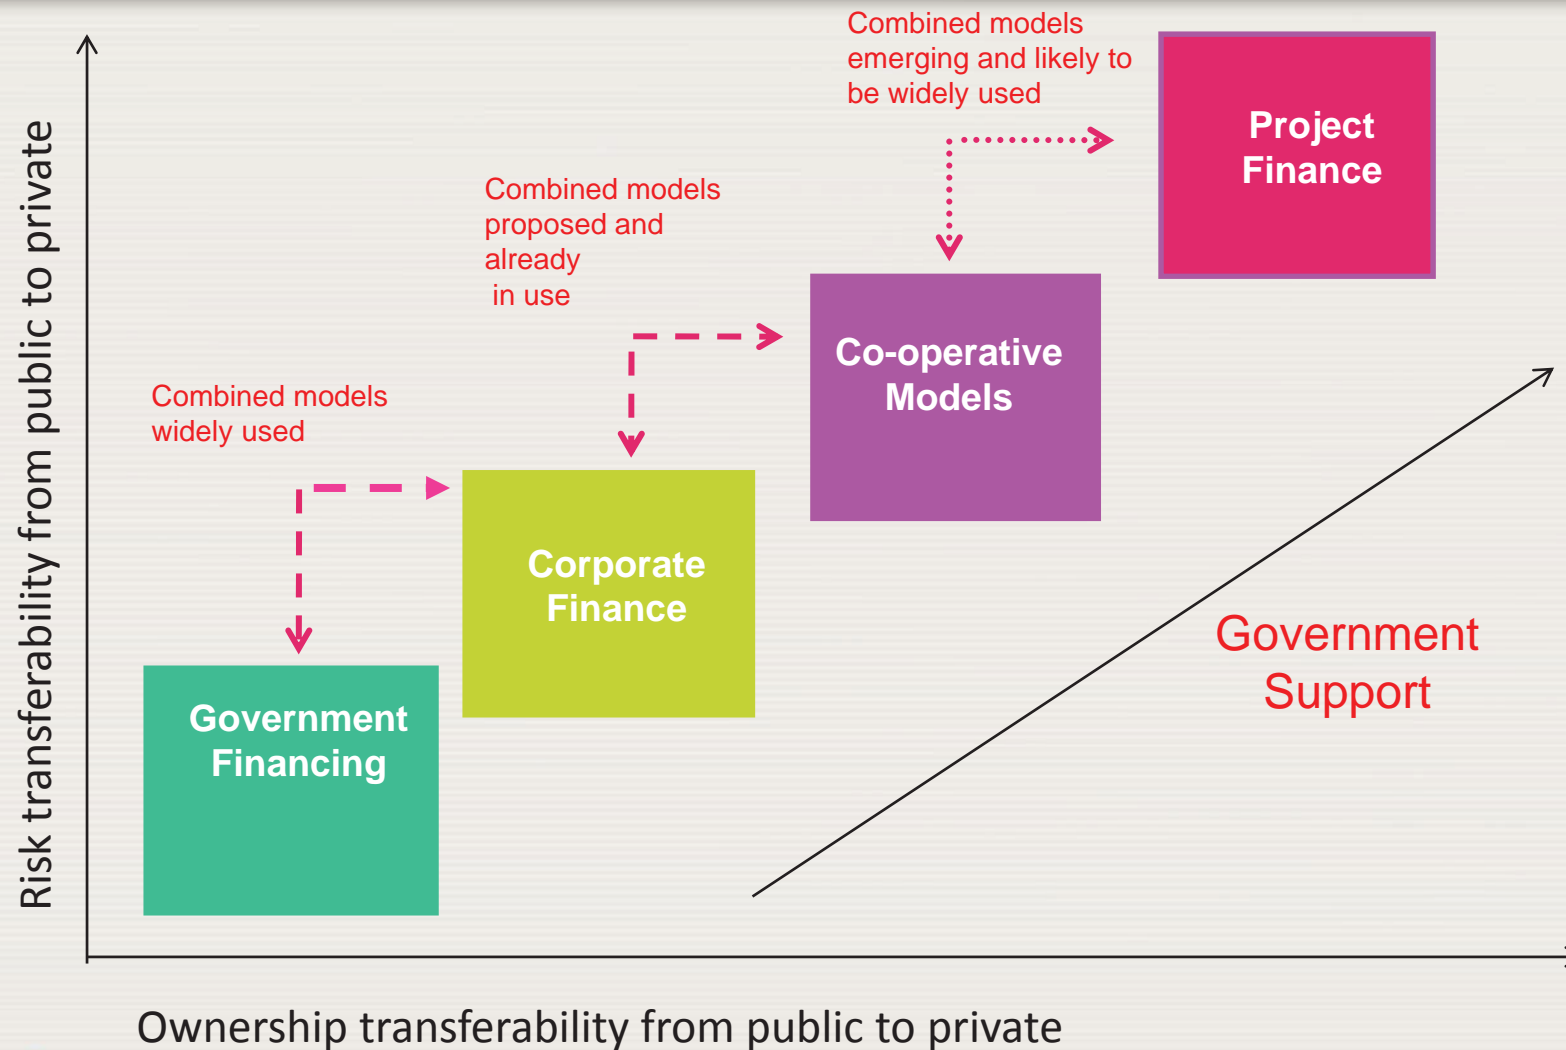 Combined models
emerging and likely to
be widely used
Project
Finance
Combined models
proposed and
already
in use
Co-operative
Models
Combined models
widely used
Corporate
Finance
Government
Support
Government
Financing
Risk transferability from public to private
Ownership transferability from public to private